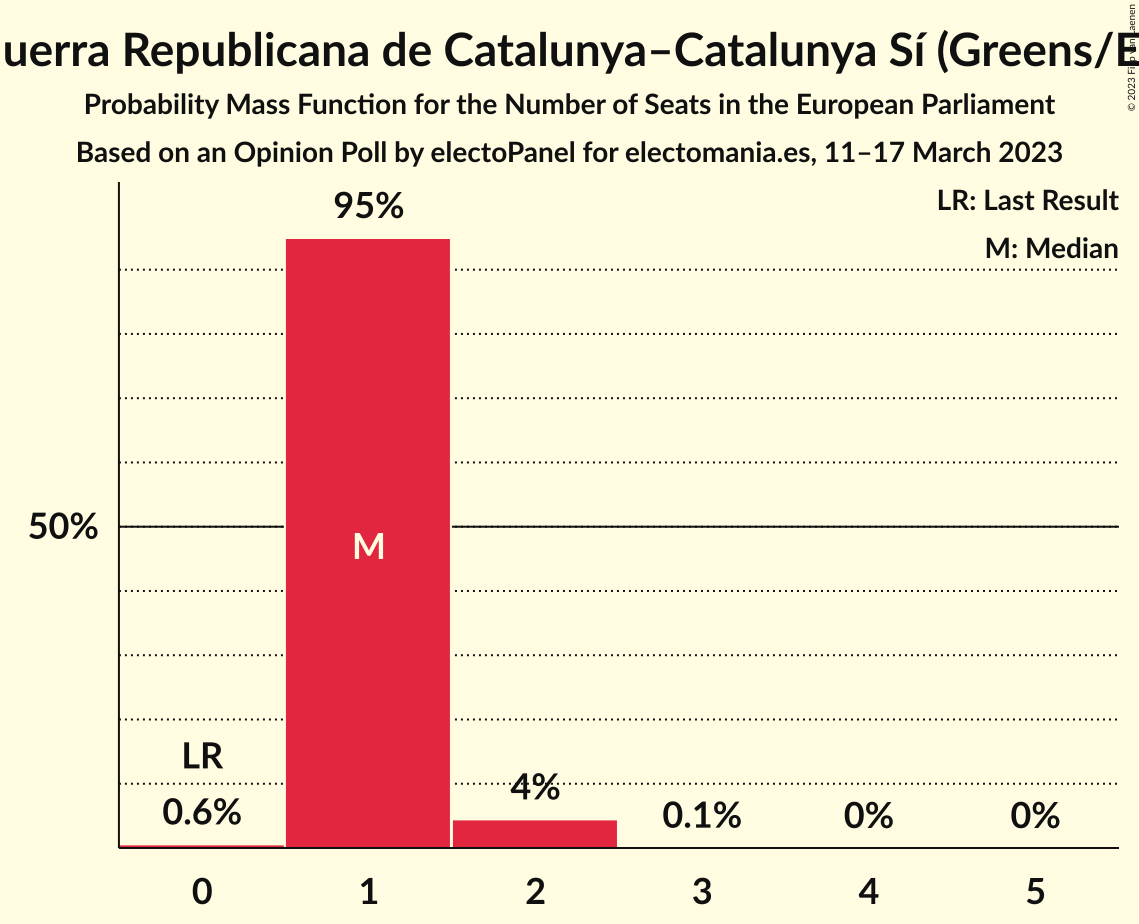 uerra Republicana de Catalunya–Catalunya Sí (Greens/E
Probability Mass Function for the Number of Seats in the European Parliament
Based on an Opinion Poll by electoPanel for electomania.es, 11–17 March 2023
LR: Last Result
M: Median
95%
50%
M
LR
0.6%
4%
0.1%
0%
0%
0
1
2
3
4
5
© 2023